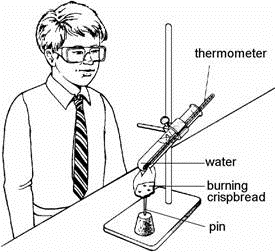 thermometer
water
burning
crispbread
pin